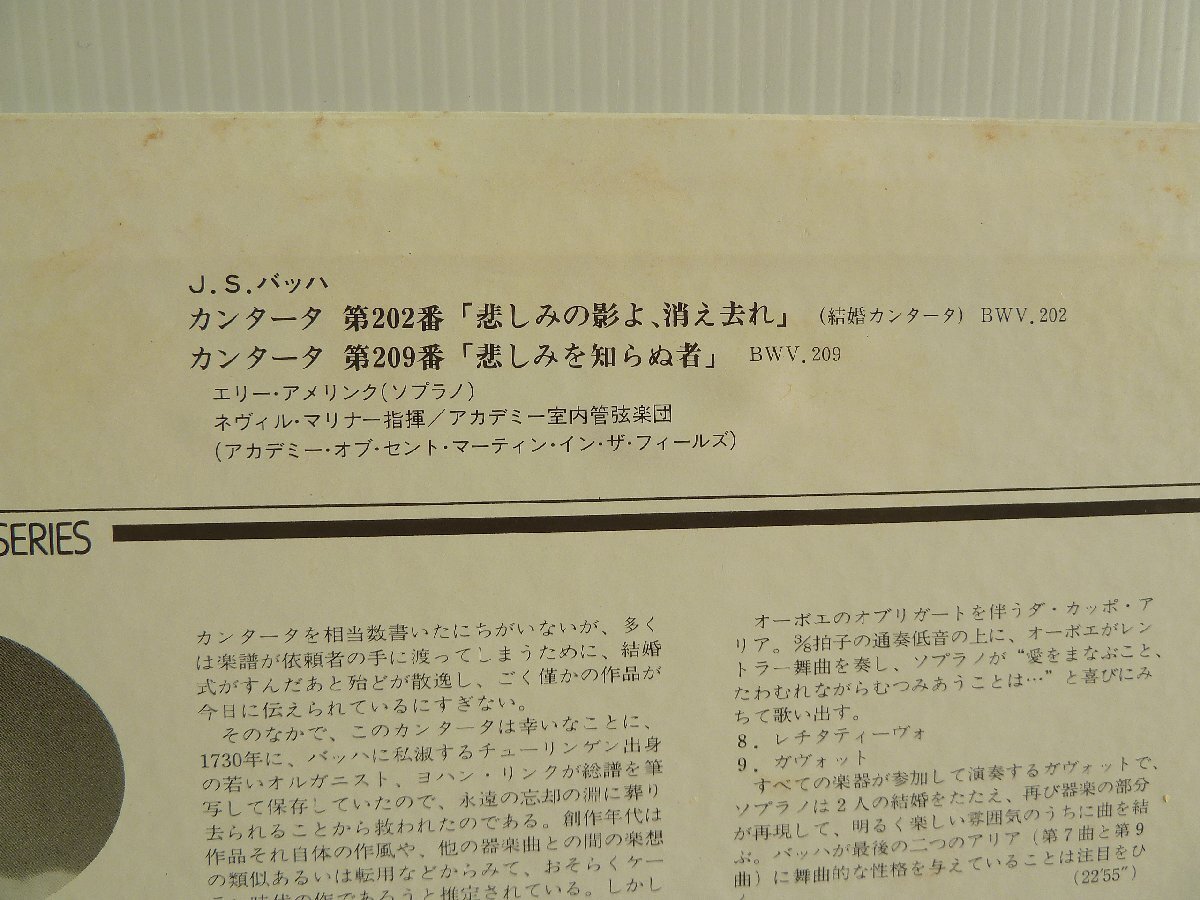 J.S.バッハ
カンタータ 第202番「悲しみの影よ、消え去れ」(結婚カンタータ) BWV.202
カンタータ 第209番「悲しみを知らぬ者」 BWV.209
エリー・アメリンク(ソプラノ)
ネヴィル・マリナー指揮/アカデミー室内管弦楽団
(アカデミー・オブ・セント・マーティン・イン・ザ・フィールズ)
SERIES
カンタータを相当数書いたにちがいないが、多く
は楽譜が依頼者の手に渡ってしまうために、結婚
式がすんだあと殆どが散逸し、ごく僅かの作品が
今日に伝えられているにすぎない。
そのなかで、このカンタータは幸いなことに、
1730年に、バッハに私淑するチューリンゲン出身
の若いオルガニスト、ヨハン・リンクが総譜を筆
写して保存していたので、永遠の忘却の淵に葬り
去られることから救われたのである。創作年代は
作品それ自体の作風や、他の器楽曲との間の楽想
の類似あるいは転用などからみて、おそらくケー
テン時代の作であろうと推定されている。しかし
オーボエのオブリガートを伴うダ・カッポ・ア
リア。3/8拍子の通奏低音の上に、オーボエがレン
トラー舞曲を奏し、ソプラノが“愛をまなぶこと、
たわむれながらむつみあうことは…”と喜びにみ
ちて歌い出す。
8. レチタティーヴォ
9. ガヴォット
すべての楽器が参加して演奏するガヴォットで、
ソプラノは2人の結婚をたたえ、再び器楽の部分
が再現して、明るく楽しい雰囲気のうちに曲を結
ぶ。バッハが最後の二つのアリア(第7曲と第9
曲)に舞曲的な性格を与えていることは注目をひ
く。 (22′55″)